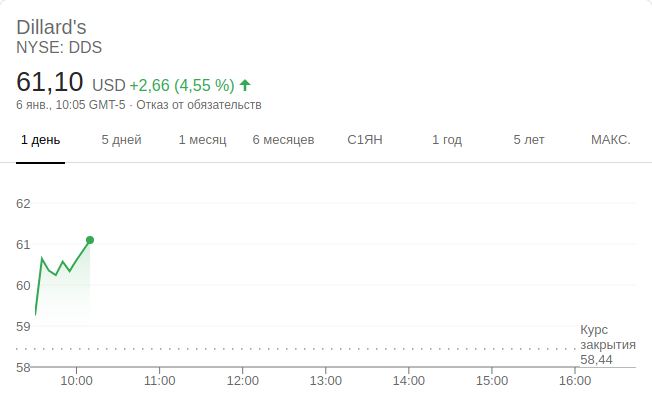 Dillard's
NYSE: DDS
61,10 USD +2,66 (4,55 %)
6 янв., 10:05 GMT-5 · Отказ от обязательств
1 день 5 дней 1 месяц 6 месяцев С1ЯН 1 год 5 лет МАКС.
62
61
60
59
Курс
закрытия
58,44
58
10:00 11:00 12:00 13:00 14:00 15:00 16:00